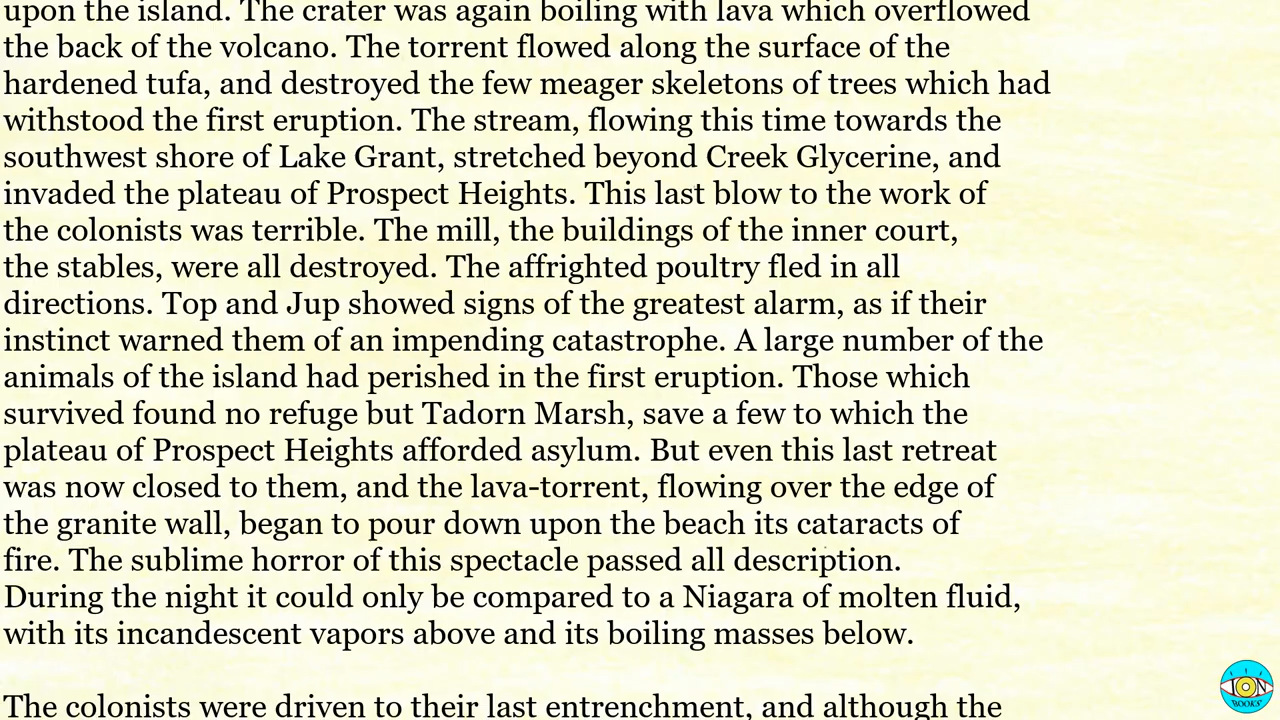 upon the island. The crater was again boiling with lava which overflowed
the back of the volcano. The torrent flowed along the surface of the
hardened tufa, and destroyed the few meager skeletons of trees which had
withstood the first eruption. The stream, flowing this time towards the
southwest shore of Lake Grant, stretched beyond Creek Glycerine, and
invaded the plateau of Prospect Heights. This last blow to the work of
the colonists was terrible. The mill, the buildings of the inner court,
the stables, were all destroyed. The affrighted poultry fled in all
directions. Top and Jup showed signs of the greatest alarm, as if their
instinct warned them of an impending catastrophe. A large number of the
animals of the island had perished in the first eruption. Those which
survived found no refuge but Tadorn Marsh, save a few to which the
plateau of Prospect Heights afforded asylum. But even this last retreat
was now closed to them, and the lava-torrent, flowing over the edge of
the granite wall, began to pour down upon the beach its cataracts of
fire. The sublime horror of this spectacle passed all description.
During the night it could only be compared to a Niagara of molten fluid,
with its incandescent vapors above and its boiling masses below.
The colonists were driven to their last entrenchment, and although the
ION
BOOKS